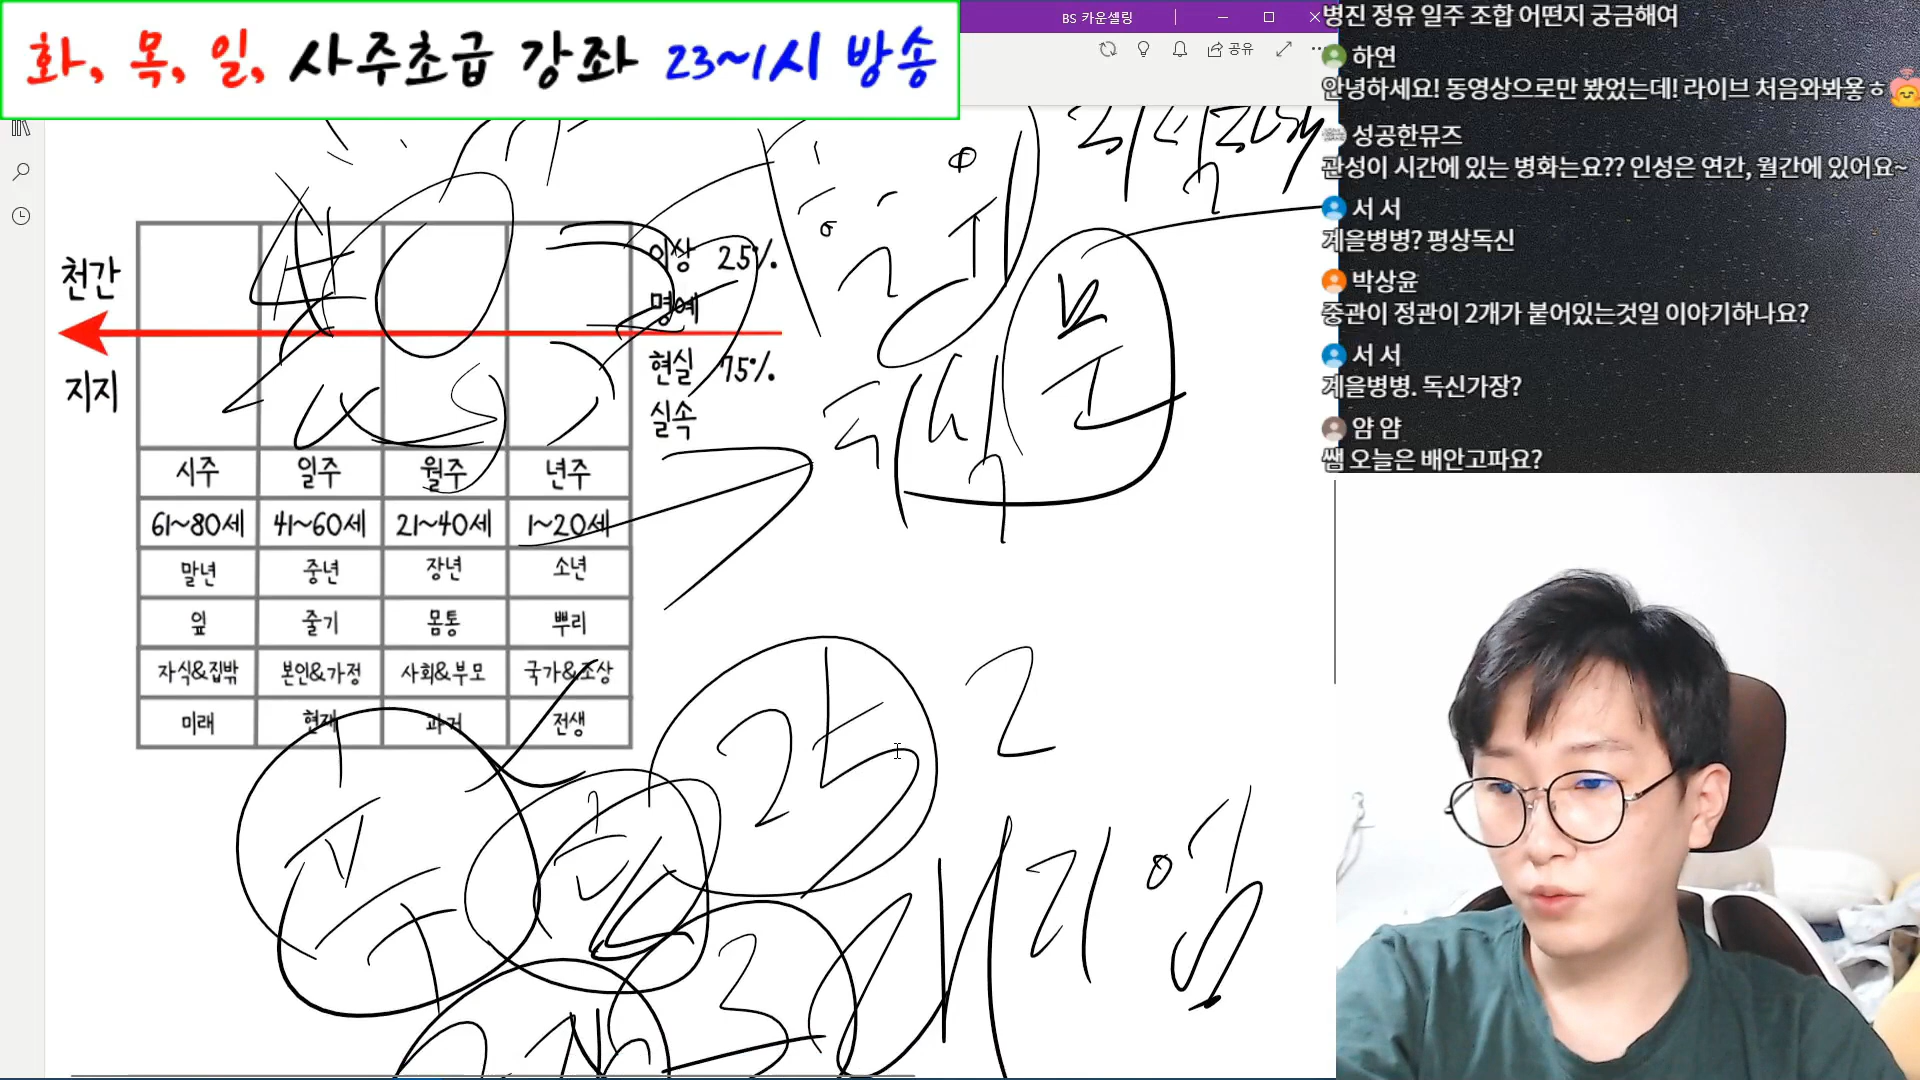 화, 목, 일, 사주초급 강좌 23~1시 방송
BS 카운셀링
공유
천간
지지
이상 25%
명예
현실 75%
실속
시주 일주 월주 년주
61~80세 41~60세 21~40세 1~20세
말년 중년 장년 소년
잎 줄기 몸통 뿌리
자식&집밖 본인&가정 사회&부모 국가&조상
미래 현재 과거 전생
25
2
3
병진 정유 일주 조합 어떤지 궁금해여
하연
안녕하세요! 동영상으로만 봤었는데! 라이브 처음와봐욯ㅎ
성공한뮤즈
관성이 시간에 있는 병화는요?? 인성은 연간, 월간에 있어요~
서 서
계을병병? 평상독신
박상윤
중관이 정관이 2개가 붙어있는것일 이야기하나요?
서 서
계을병병. 독신가장?
얌 얌
쌤 오늘은 배안고파요?